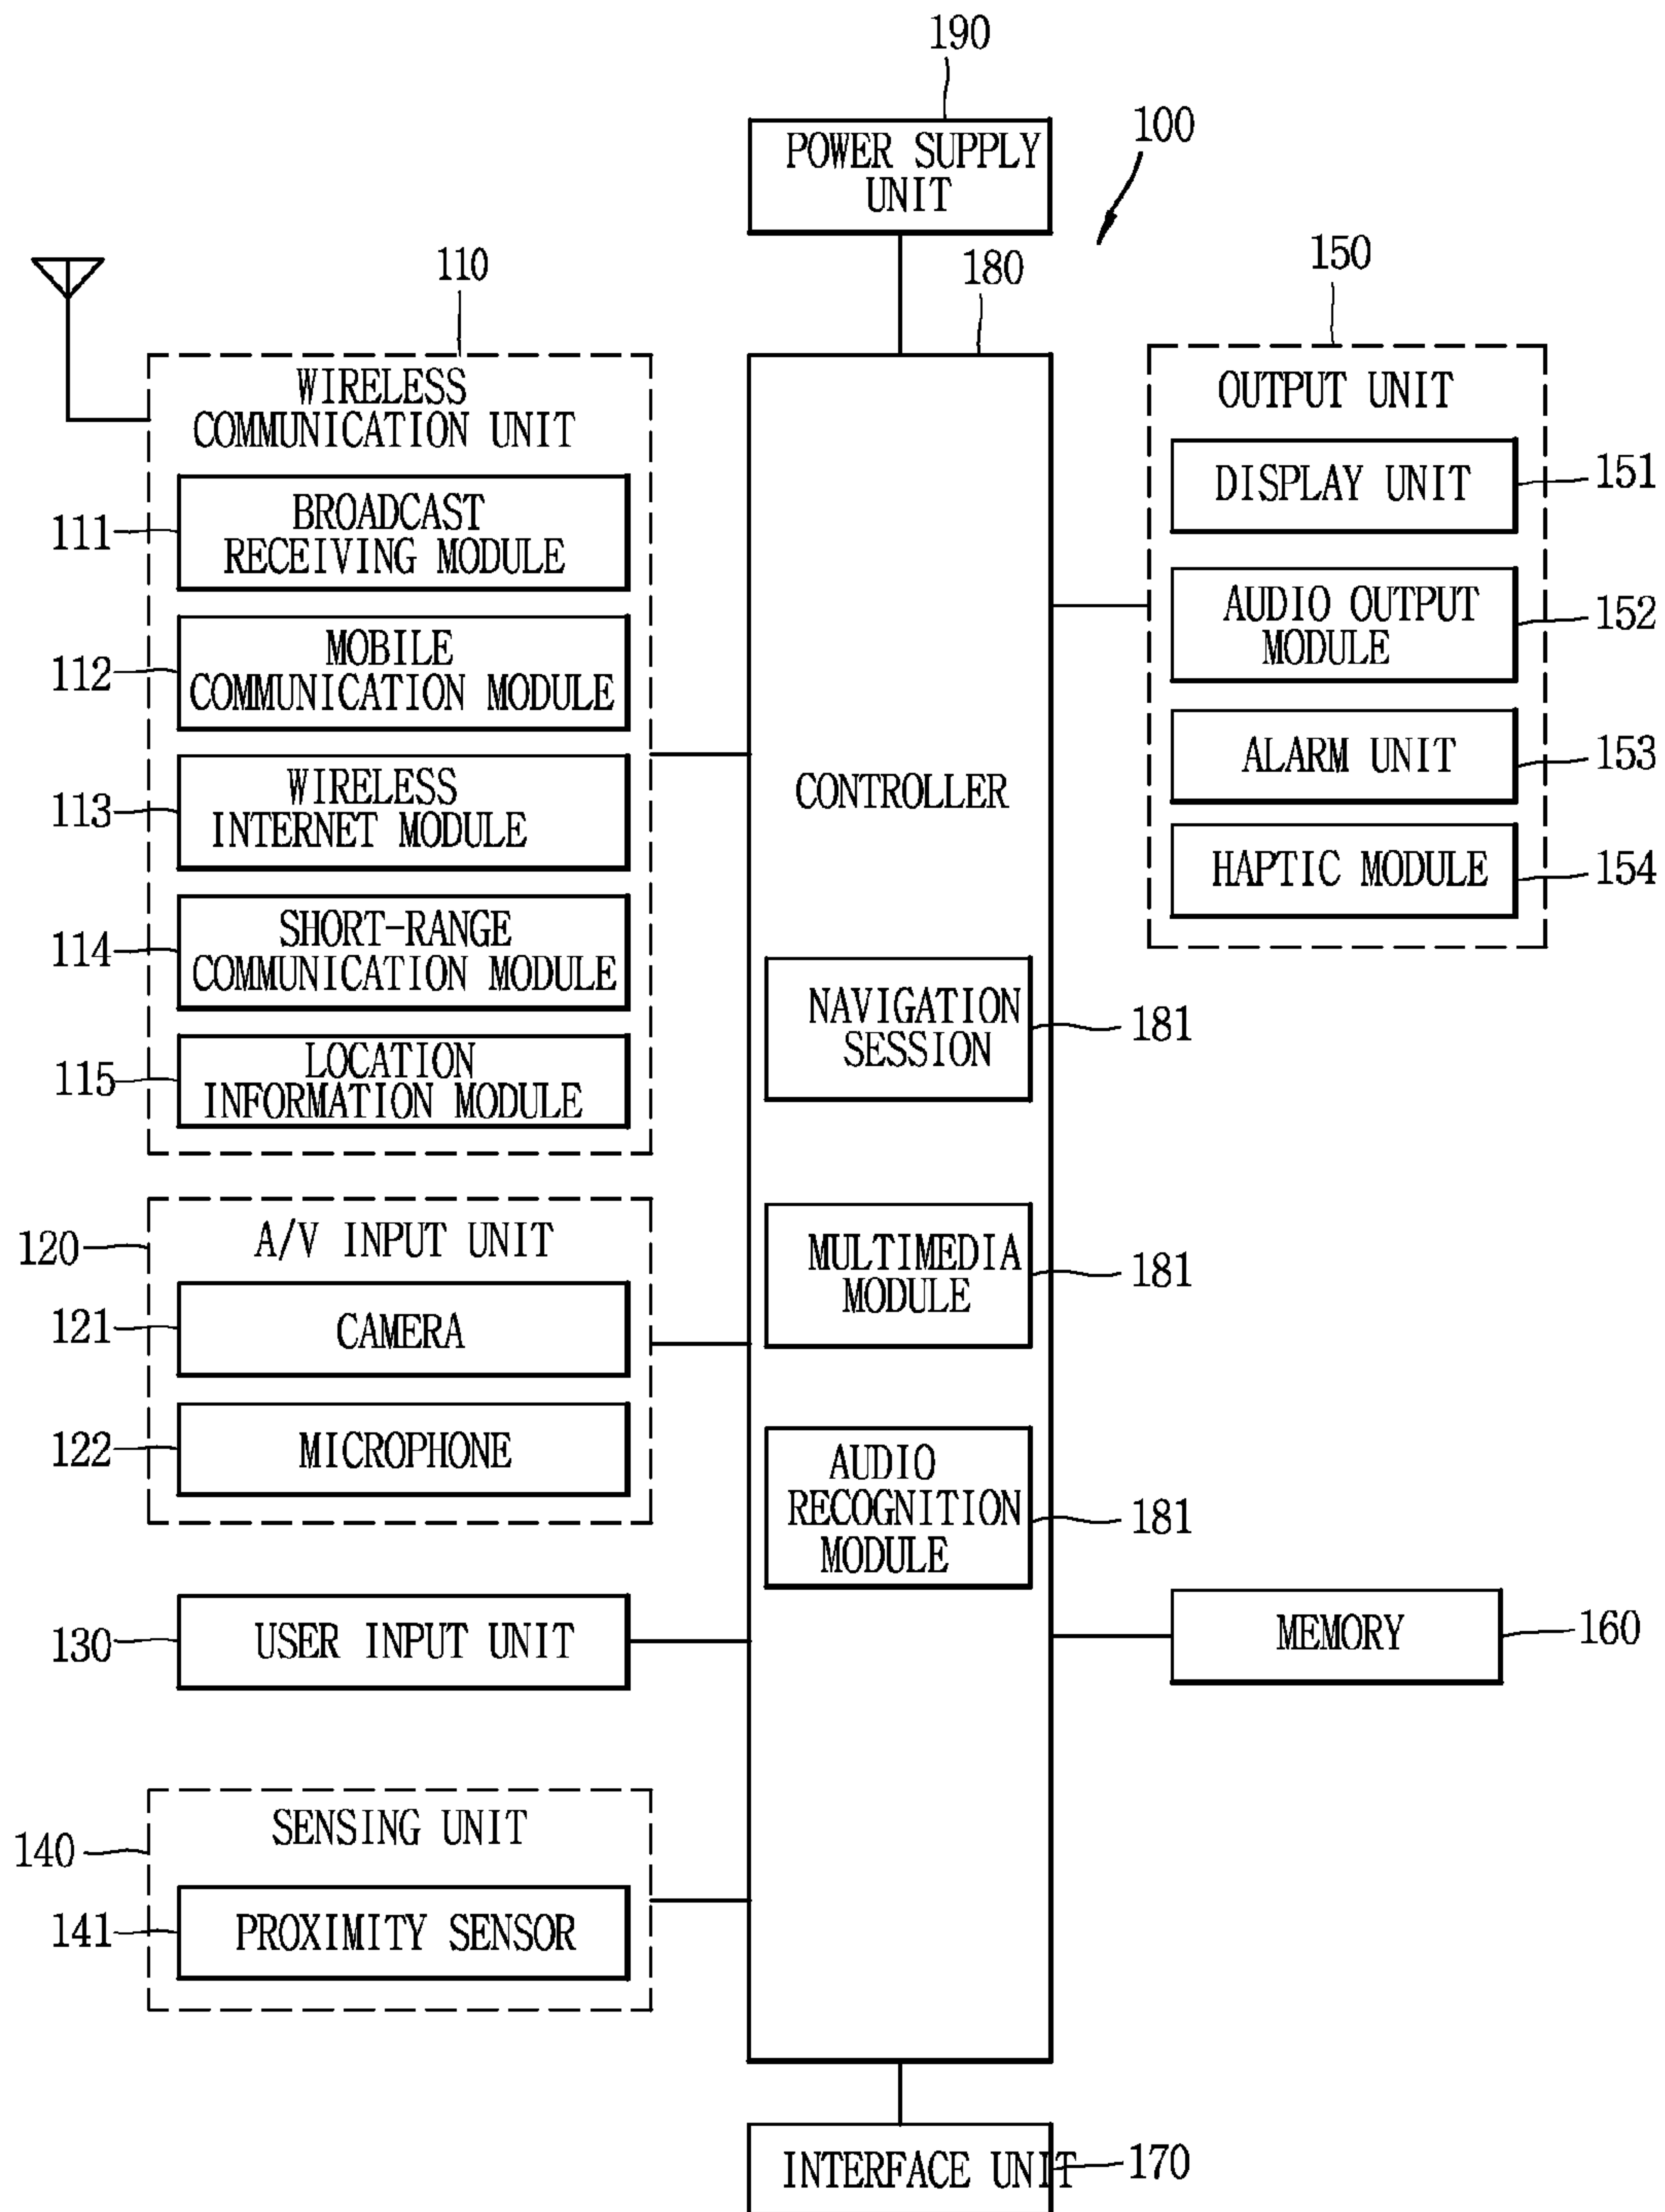 190
100
POWER SUPPLY
UNIT
110
180
150
WIRELESS
COMMUNICATION UNIT
111
BROADCAST
RECEIVING MODULE
112
MOBILE
COMMUNICATION MODULE
113
WIRELESS
INTERNET MODULE
114
SHORT-RANGE
COMMUNICATION MODULE
115
LOCATION
INFORMATION MODULE
120
A/V INPUT UNIT
121
CAMERA
122
MICROPHONE
130
USER INPUT UNIT
140
SENSING UNIT
141
PROXIMITY SENSOR
CONTROLLER
NAVIGATION
SESSION
181
MULTIMEDIA
MODULE
181
AUDIO
RECOGNITION
MODULE
181
OUTPUT UNIT
DISPLAY UNIT
151
AUDIO OUTPUT
MODULE
152
ALARM UNIT
153
HAPTIC MODULE
154
MEMORY
160
INTERFACE UNIT
170